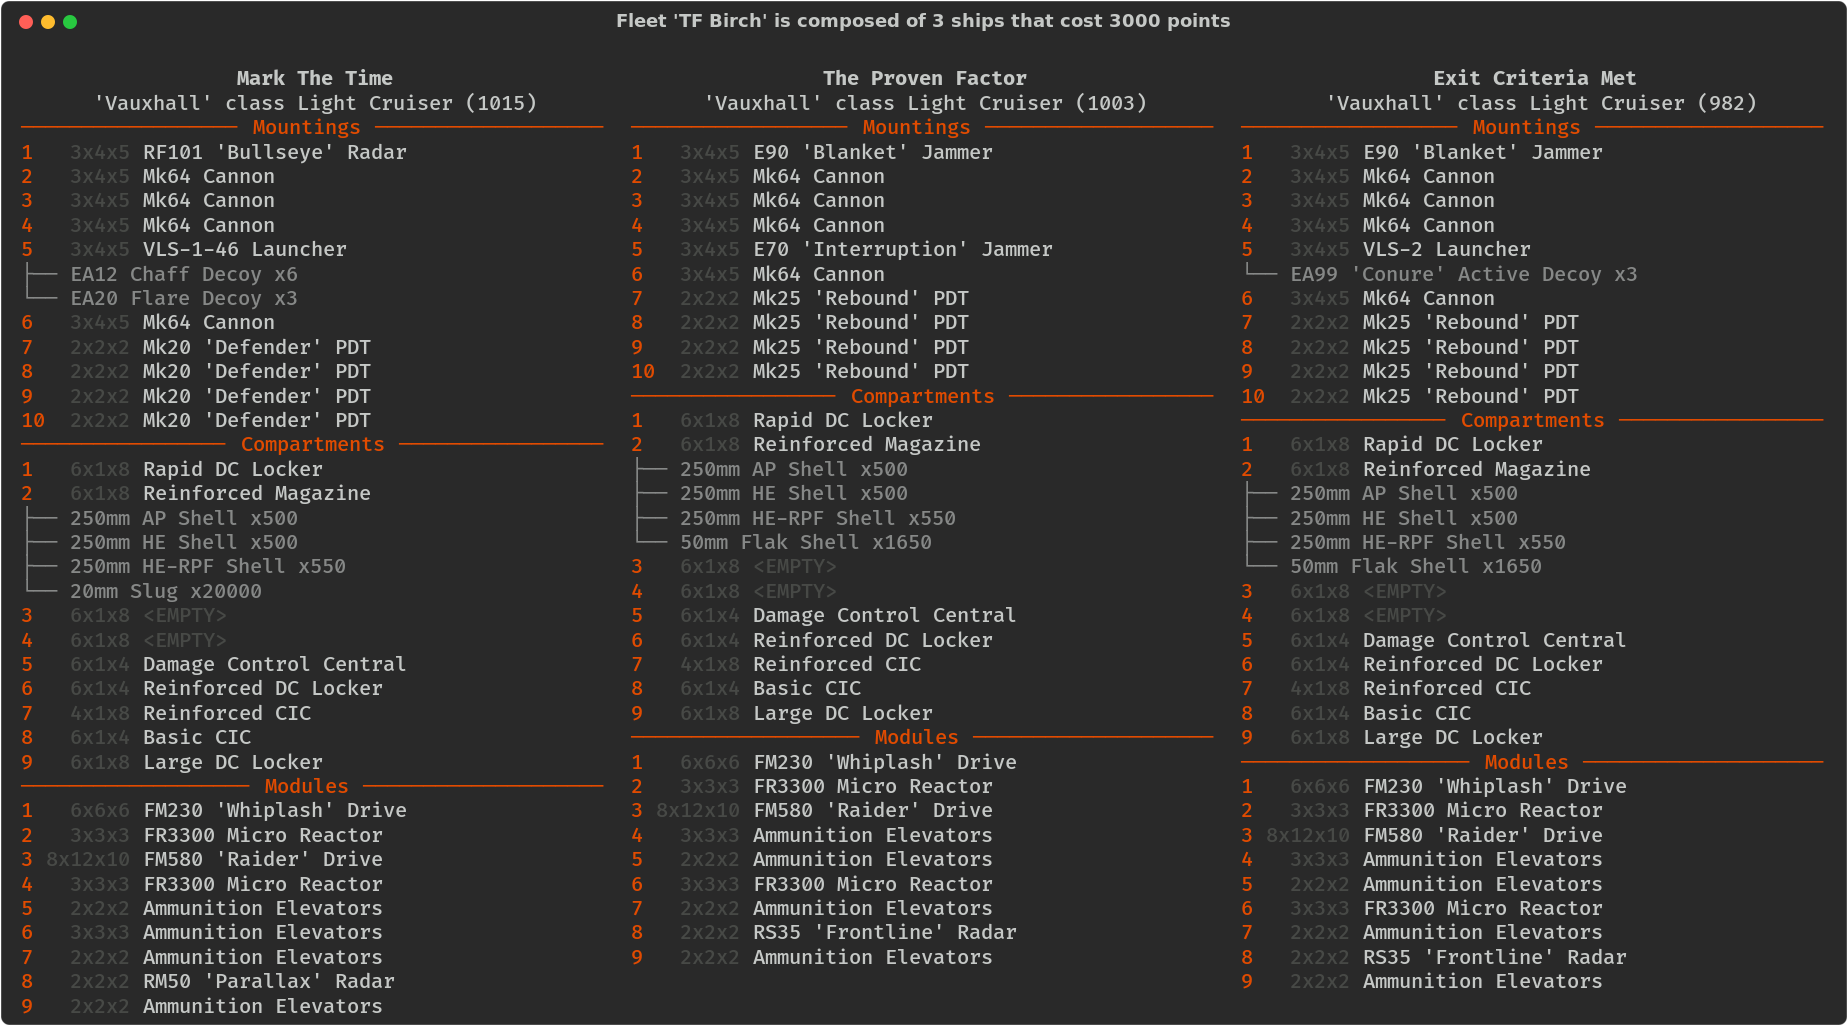 Fleet 'TF Birch' is composed of 3 ships that cost 3000 points
Mark The Time
'Vauxhall' class Light Cruiser (1015)
Mountings
1 3x4x5 RF101 'Bullseye' Radar
2 3x4x5 Mk64 Cannon
3 3x4x5 Mk64 Cannon
4 3x4x5 Mk64 Cannon
5 3x4x5 VLS-1-46 Launcher
├── EA12 Chaff Decoy x6
└── EA20 Flare Decoy x3
6 3x4x5 Mk64 Cannon
7 2x2x2 Mk20 'Defender' PDT
8 2x2x2 Mk20 'Defender' PDT
9 2x2x2 Mk20 'Defender' PDT
10 2x2x2 Mk20 'Defender' PDT
Compartments
1 6x1x8 Rapid DC Locker
2 6x1x8 Reinforced Magazine
├── 250mm AP Shell x500
├── 250mm HE Shell x500
├── 250mm HE-RPF Shell x550
└── 20mm Slug x20000
3 6x1x8 <EMPTY>
4 6x1x8 <EMPTY>
5 6x1x4 Damage Control Central
6 6x1x4 Reinforced DC Locker
7 4x1x8 Reinforced CIC
8 6x1x4 Basic CIC
9 6x1x8 Large DC Locker
Modules
1 6x6x6 FM230 'Whiplash' Drive
2 3x3x3 FR3300 Micro Reactor
3 8x12x10 FM580 'Raider' Drive
4 3x3x3 FR3300 Micro Reactor
5 2x2x2 Ammunition Elevators
6 3x3x3 Ammunition Elevators
7 2x2x2 Ammunition Elevators
8 2x2x2 RM50 'Parallax' Radar
9 2x2x2 Ammunition Elevators
The Proven Factor
'Vauxhall' class Light Cruiser (1003)
Mountings
1 3x4x5 E90 'Blanket' Jammer
2 3x4x5 Mk64 Cannon
3 3x4x5 Mk64 Cannon
4 3x4x5 Mk64 Cannon
5 3x4x5 E70 'Interruption' Jammer
6 3x4x5 Mk64 Cannon
7 2x2x2 Mk25 'Rebound' PDT
8 2x2x2 Mk25 'Rebound' PDT
9 2x2x2 Mk25 'Rebound' PDT
10 2x2x2 Mk25 'Rebound' PDT
Compartments
1 6x1x8 Rapid DC Locker
2 6x1x8 Reinforced Magazine
├── 250mm AP Shell x500
├── 250mm HE Shell x500
├── 250mm HE-RPF Shell x550
└── 50mm Flak Shell x1650
3 6x1x8 <EMPTY>
4 6x1x8 <EMPTY>
5 6x1x4 Damage Control Central
6 6x1x4 Reinforced DC Locker
7 4x1x8 Reinforced CIC
8 6x1x4 Basic CIC
9 6x1x8 Large DC Locker
Modules
1 6x6x6 FM230 'Whiplash' Drive
2 3x3x3 FR3300 Micro Reactor
3 8x12x10 FM580 'Raider' Drive
4 3x3x3 Ammunition Elevators
5 2x2x2 Ammunition Elevators
6 3x3x3 FR3300 Micro Reactor
7 2x2x2 Ammunition Elevators
8 2x2x2 RS35 'Frontline' Radar
9 2x2x2 Ammunition Elevators
Exit Criteria Met
'Vauxhall' class Light Cruiser (982)
Mountings
1 3x4x5 E90 'Blanket' Jammer
2 3x4x5 Mk64 Cannon
3 3x4x5 Mk64 Cannon
4 3x4x5 Mk64 Cannon
5 3x4x5 VLS-2 Launcher
└── EA99 'Conure' Active Decoy x3
6 3x4x5 Mk64 Cannon
7 2x2x2 Mk25 'Rebound' PDT
8 2x2x2 Mk25 'Rebound' PDT
9 2x2x2 Mk25 'Rebound' PDT
10 2x2x2 Mk25 'Rebound' PDT
Compartments
1 6x1x8 Rapid DC Locker
2 6x1x8 Reinforced Magazine
├── 250mm AP Shell x500
├── 250mm HE Shell x500
├── 250mm HE-RPF Shell x550
└── 50mm Flak Shell x1650
3 6x1x8 <EMPTY>
4 6x1x8 <EMPTY>
5 6x1x4 Damage Control Central
6 6x1x4 Reinforced DC Locker
7 4x1x8 Reinforced CIC
8 6x1x4 Basic CIC
9 6x1x8 Large DC Locker
Modules
1 6x6x6 FM230 'Whiplash' Drive
2 3x3x3 FR3300 Micro Reactor
3 8x12x10 FM580 'Raider' Drive
4 3x3x3 Ammunition Elevators
5 2x2x2 Ammunition Elevators
6 3x3x3 FR3300 Micro Reactor
7 2x2x2 Ammunition Elevators
8 2x2x2 RS35 'Frontline' Radar
9 2x2x2 Ammunition Elevators